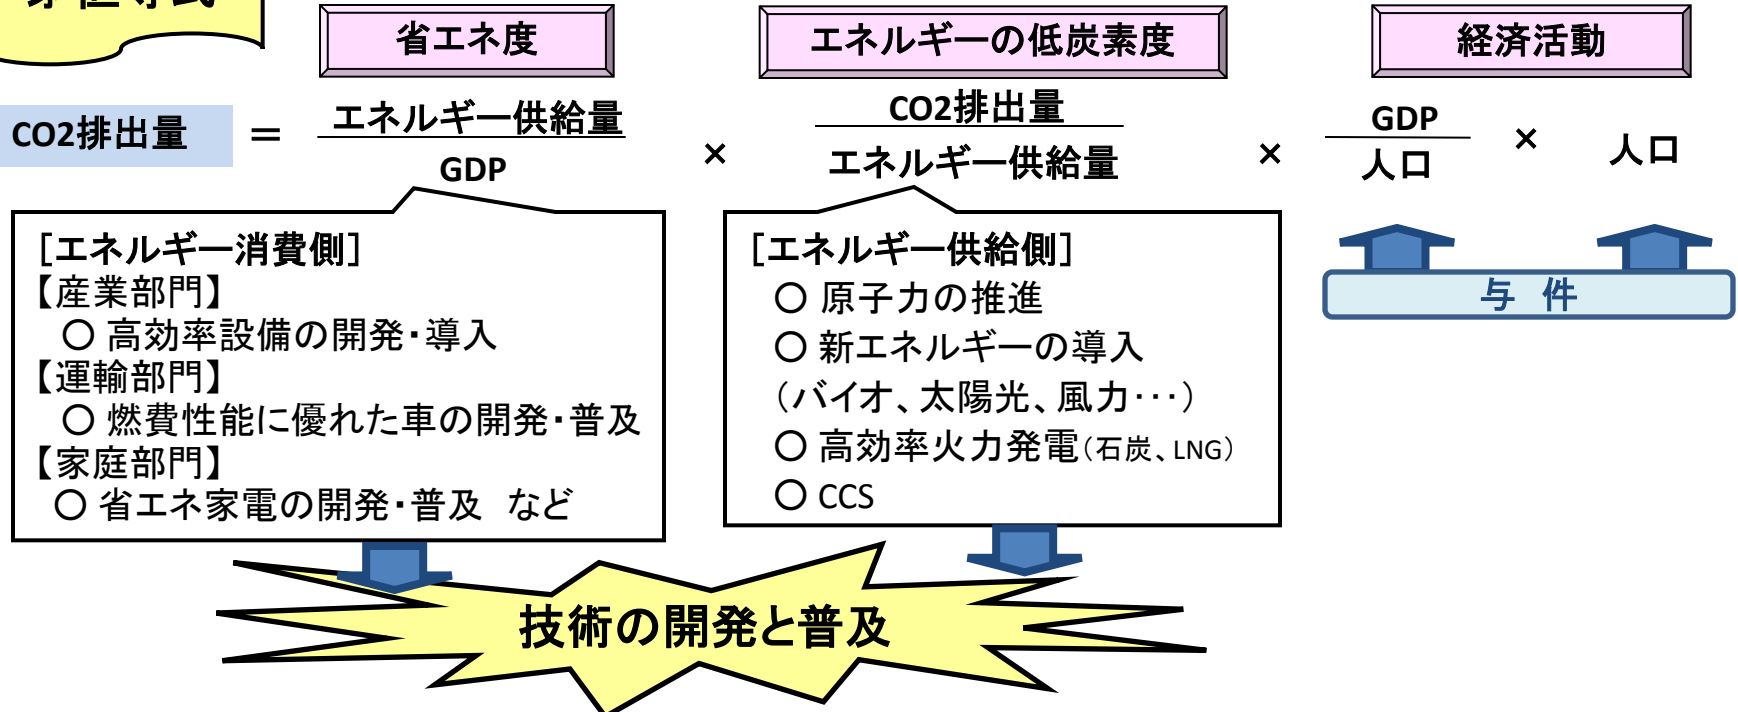 省エネ度
エネルギーの低炭素度
経済活動
CO2排出量 = エネルギー供給量 / GDP × CO2排出量 / エネルギー供給量 × GDP / 人口 × 人口
[エネルギー消費側]
【産業部門】
○ 高効率設備の開発・導入
【運輸部門】
○ 燃費性能に優れた車の開発・普及
【家庭部門】
○ 省エネ家電の開発・普及 など
[エネルギー供給側]
○ 原子力の推進
○ 新エネルギーの導入
(バイオ、太陽光、風力・・・)
○ 高効率火力発電(石炭、LNG)
○ CCS
与 件
技術の開発と普及